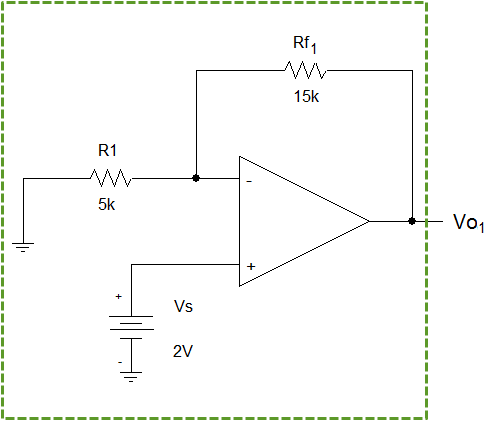 Rf1
15k
R1
5k
-
+
Vo1
+
Vs
2V
-